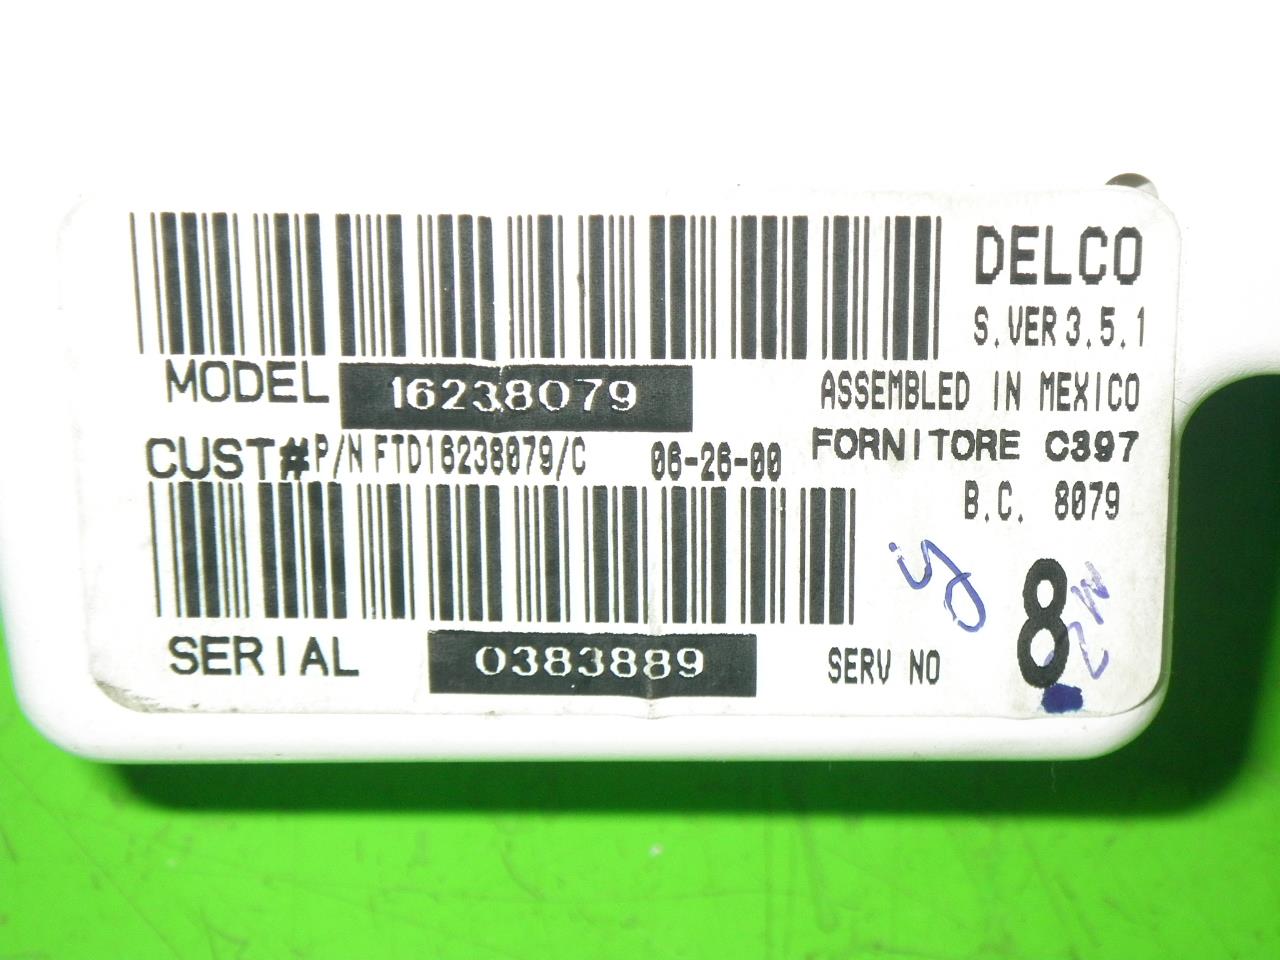 DELCO
S.VER 3.5.1
MODEL 16238079
ASSEMBLED IN MEXICO
CUST# P/N FTD16238079/C 06-26-00
FORNITORE C397
B.C. 8079
SERIAL 0383889
SERV NO
8